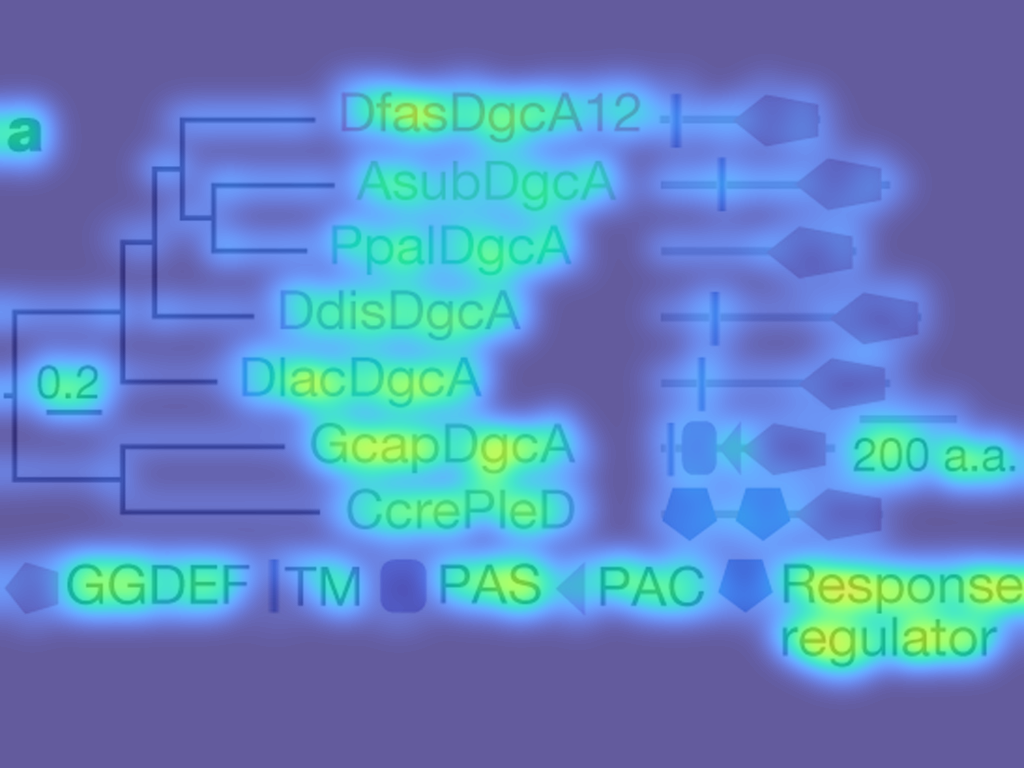 a
DfasDgcA12
AsubDgcA
PpalDgcA
DdisDgcA
DlacDgcA
0.2
GcapDgcA
200 a.a.
CcrePleD
GGDEF TM PAS PAC Response
regulator